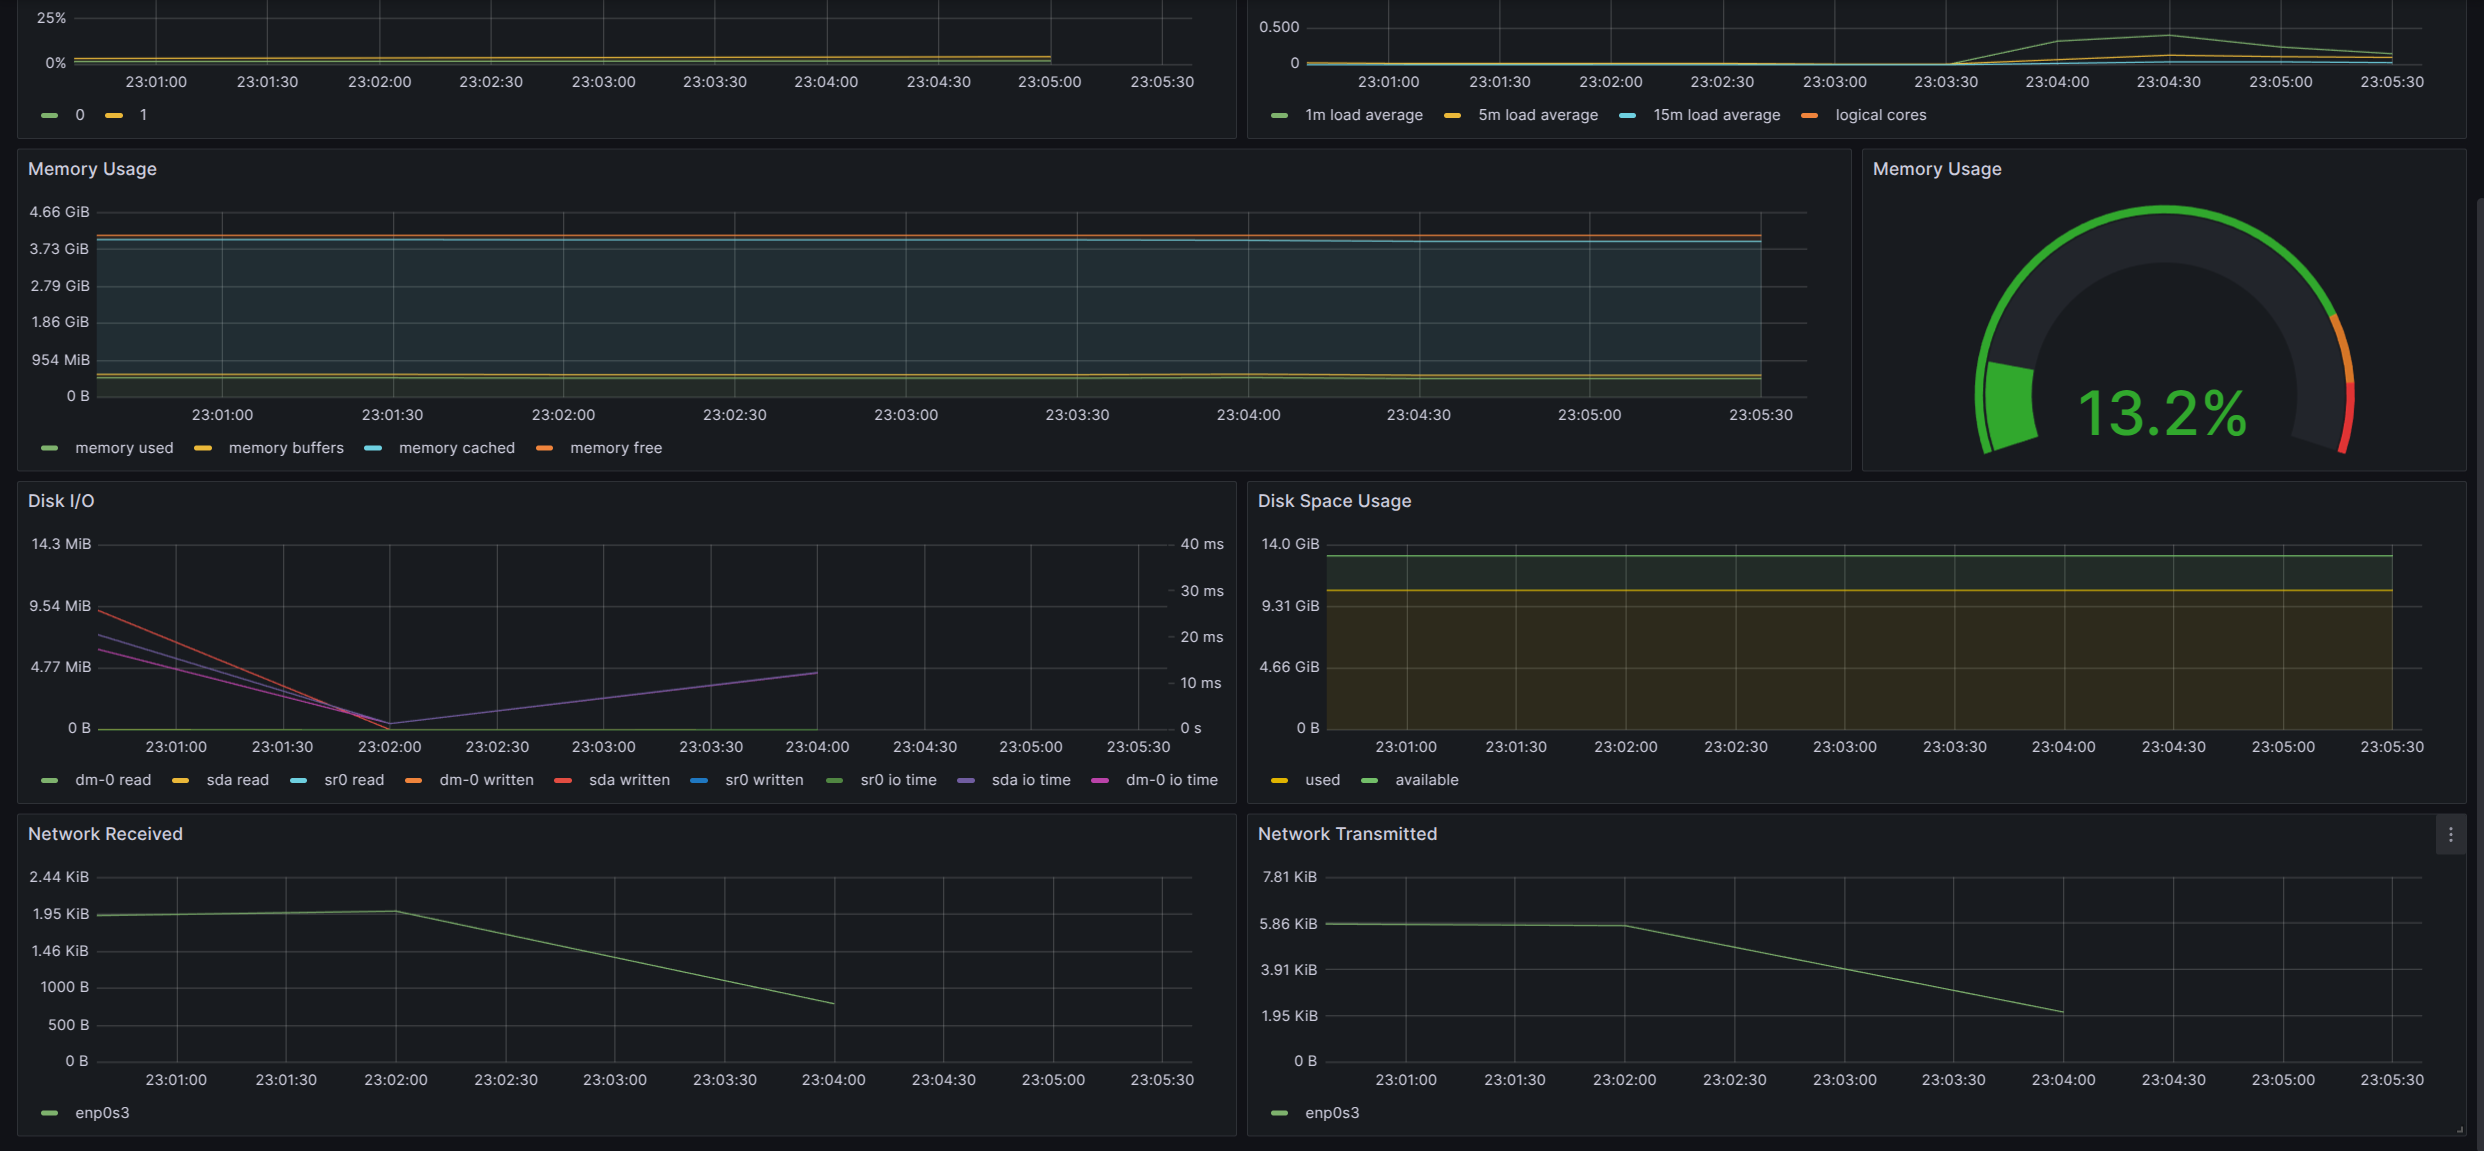 25%
0%
23:01:00 23:01:30 23:02:00 23:02:30 23:03:00 23:03:30 23:04:00 23:04:30 23:05:00 23:05:30
0 1
0.500
0
23:01:00 23:01:30 23:02:00 23:02:30 23:03:00 23:03:30 23:04:00 23:04:30 23:05:00 23:05:30
1m load average 5m load average 15m load average logical cores
Memory Usage
4.66 GiB
3.73 GiB
2.79 GiB
1.86 GiB
954 MiB
0 B
23:01:00 23:01:30 23:02:00 23:02:30 23:03:00 23:03:30 23:04:00 23:04:30 23:05:00 23:05:30
memory used memory buffers memory cached memory free
Memory Usage
13.2%
Disk I/O
14.3 MiB
9.54 MiB
4.77 MiB
0 B
40 ms
30 ms
20 ms
10 ms
0 s
23:01:00 23:01:30 23:02:00 23:02:30 23:03:00 23:03:30 23:04:00 23:04:30 23:05:00 23:05:30
dm-0 read sda read sr0 read dm-0 written sda written sr0 written sr0 io time sda io time dm-0 io time
Disk Space Usage
14.0 GiB
9.31 GiB
4.66 GiB
0 B
23:01:00 23:01:30 23:02:00 23:02:30 23:03:00 23:03:30 23:04:00 23:04:30 23:05:00 23:05:30
used available
Network Received
2.44 KiB
1.95 KiB
1.46 KiB
1000 B
500 B
0 B
23:01:00 23:01:30 23:02:00 23:02:30 23:03:00 23:03:30 23:04:00 23:04:30 23:05:00 23:05:30
enp0s3
Network Transmitted
7.81 KiB
5.86 KiB
3.91 KiB
1.95 KiB
0 B
23:01:00 23:01:30 23:02:00 23:02:30 23:03:00 23:03:30 23:04:00 23:04:30 23:05:00 23:05:30
enp0s3